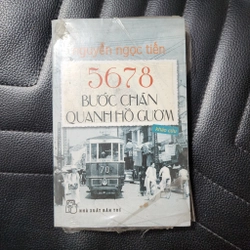 nguyễn ngọc tiến
5678
BƯỚC CHÂN
QUANH HỒ GƯƠM
NHÀ XUẤT BẢN TRẺ